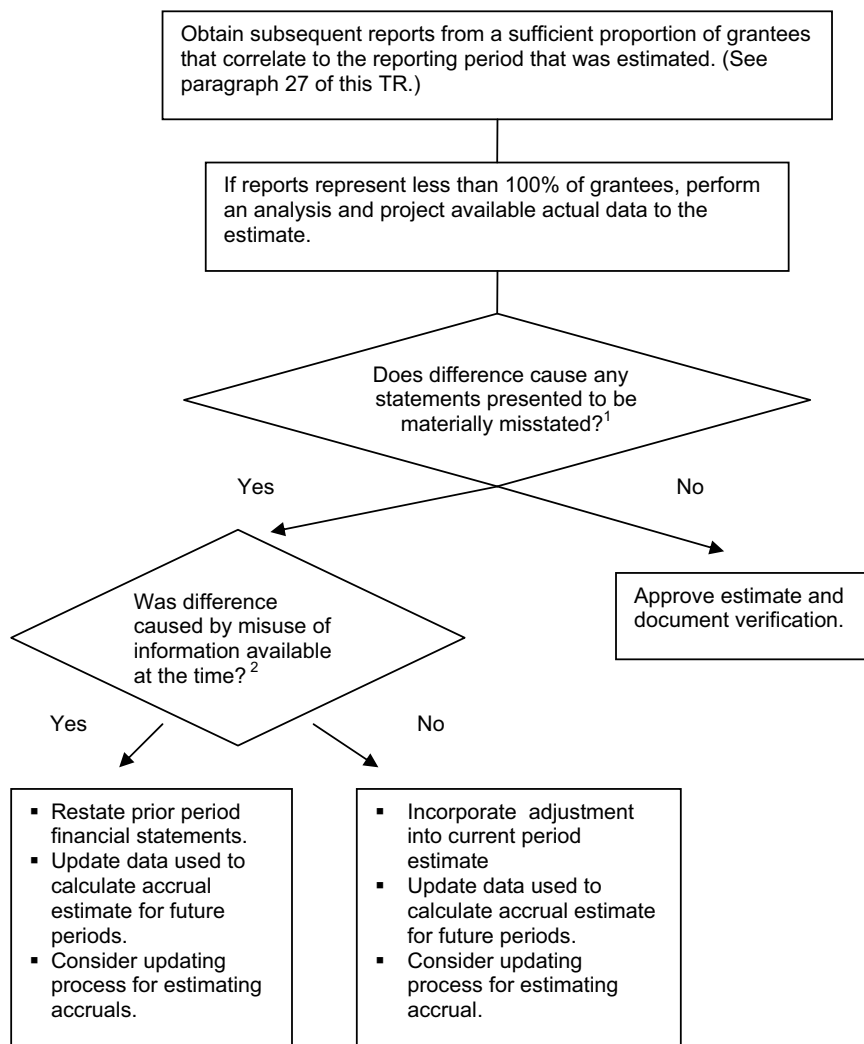 Obtain subsequent reports from a sufficient proportion of grantees
that correlate to the reporting period that was estimated. (See
paragraph 27 of this TR.)
If reports represent less than 100% of grantees, perform
an analysis and project available actual data to the
estimate.
Does difference cause any
statements presented to be
materially misstated?1
Yes
No
Was difference
caused by misuse of
information available
at the time? 2
Approve estimate and
document verification.
Yes
No
▪ Restate prior period
financial statements.
▪ Update data used to
calculate accrual
estimate for future
periods.
▪ Consider updating
process for estimating
accruals.
▪ Incorporate adjustment
into current period
estimate
▪ Update data used to
calculate accrual estimate
for future periods.
▪ Consider updating
process for estimating
accrual.